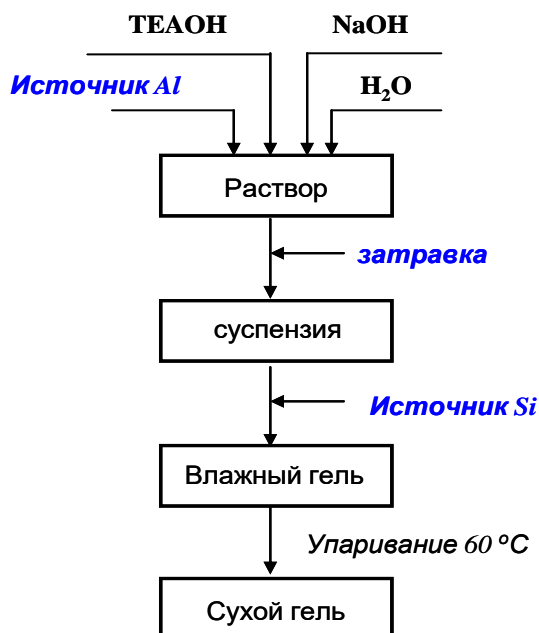 TEAOH
NaOH
Источник Al
H₂O
Раствор
затравка
суспензия
Источник Si
Влажный гель
Упаривание 60 °C
Сухой гель